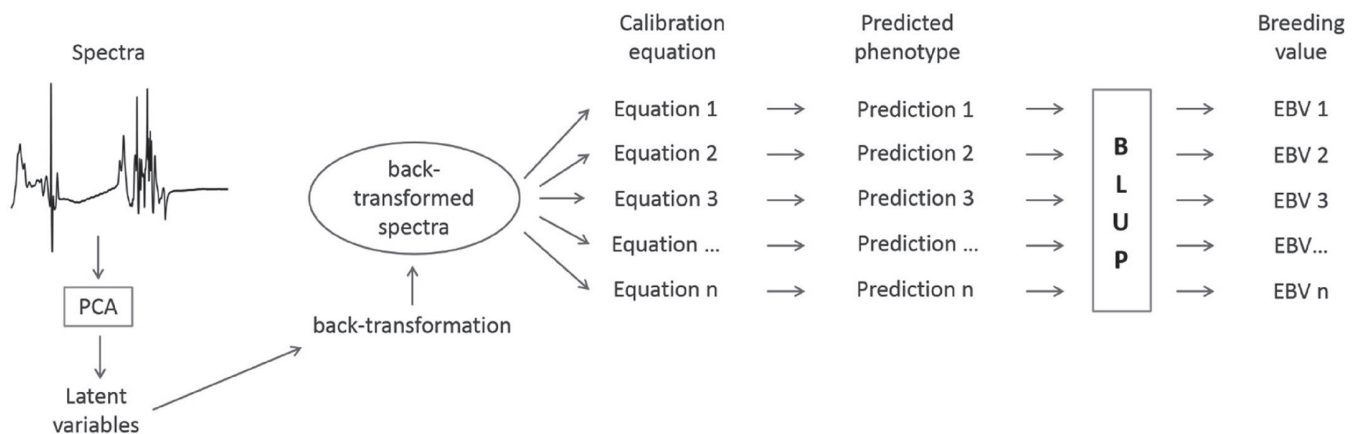 Spectra
PCA
Latent
variables
back-transformation
back-
transformed
spectra
Calibration
equation
Equation 1
Equation 2
Equation 3
Equation ...
Equation n
Predicted
phenotype
Prediction 1
Prediction 2
Prediction 3
Prediction ...
Prediction n
B
L
U
P
Breeding
value
EBV 1
EBV 2
EBV 3
EBV...
EBV n